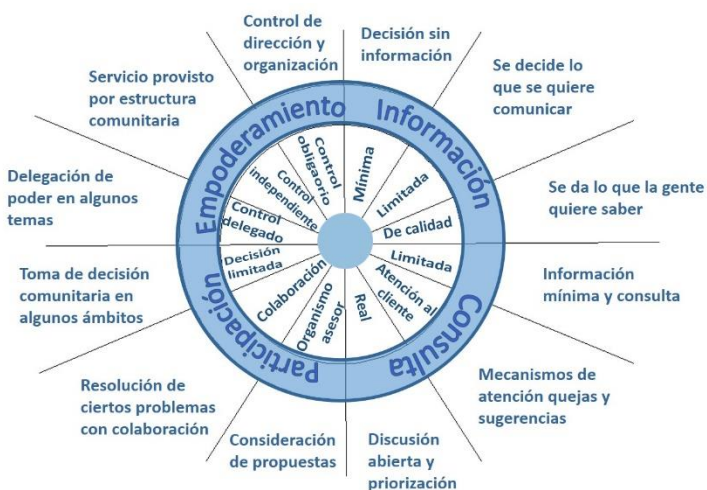 Control de
dirección y
organización
Decisión sin
información
Se decide lo
que se quiere
comunicar
Se da lo que la gente
quiere saber
Información
mínima y consulta
Mecanismos de
atención quejas y
sugerencias
Discusión
abierta y
priorización
Consideración
de propuestas
Resolución de
ciertos problemas
con colaboración
Toma de decisión
comunitaria en
algunos ámbitos
Delegación de
poder en algunos
temas
Servicio provisto
por estructura
comunitaria
Empoderamiento
Información
Consulta
Participación
Mínima
Limitada
De calidad
Limitada
Atención al
cliente
Real
Organismo
asesor
Colaboración
Decisión
limitada
Control
delegado
Control
independiente
Control
obligaorio